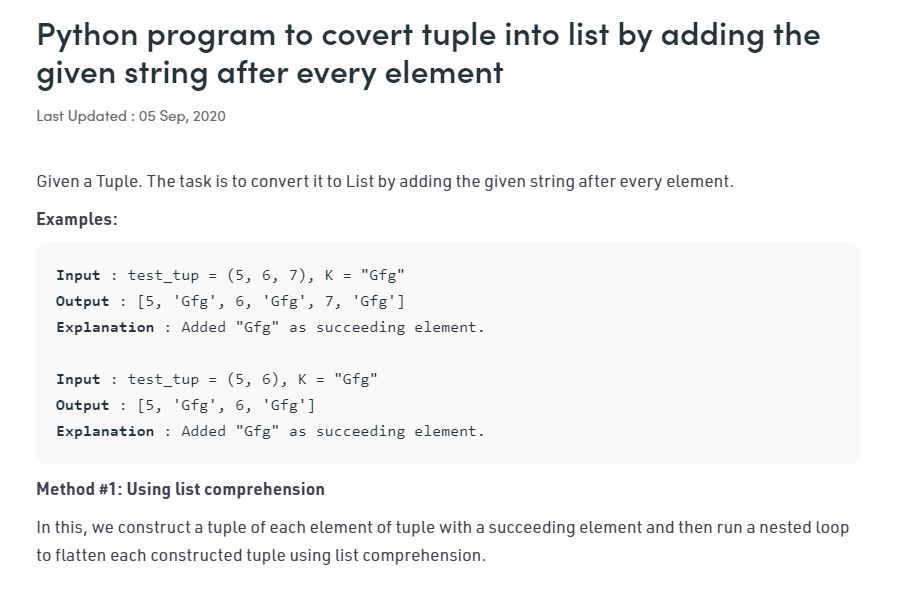 Python program to covert tuple into list by adding the
given string after every element
Last Updated : 05 Sep, 2020
Given a Tuple. The task is to convert it to List by adding the given string after every element.
Examples:
Input : test_tup = (5, 6, 7), K = "Gfg"
Output : [5, 'Gfg', 6, 'Gfg', 7, 'Gfg']
Explanation : Added "Gfg" as succeeding element.
Input : test_tup = (5, 6), K = "Gfg"
Output : [5, 'Gfg', 6, 'Gfg']
Explanation : Added "Gfg" as succeeding element.
Method #1: Using list comprehension
In this, we construct a tuple of each element of tuple with a succeeding element and then run a nested loop
to flatten each constructed tuple using list comprehension.